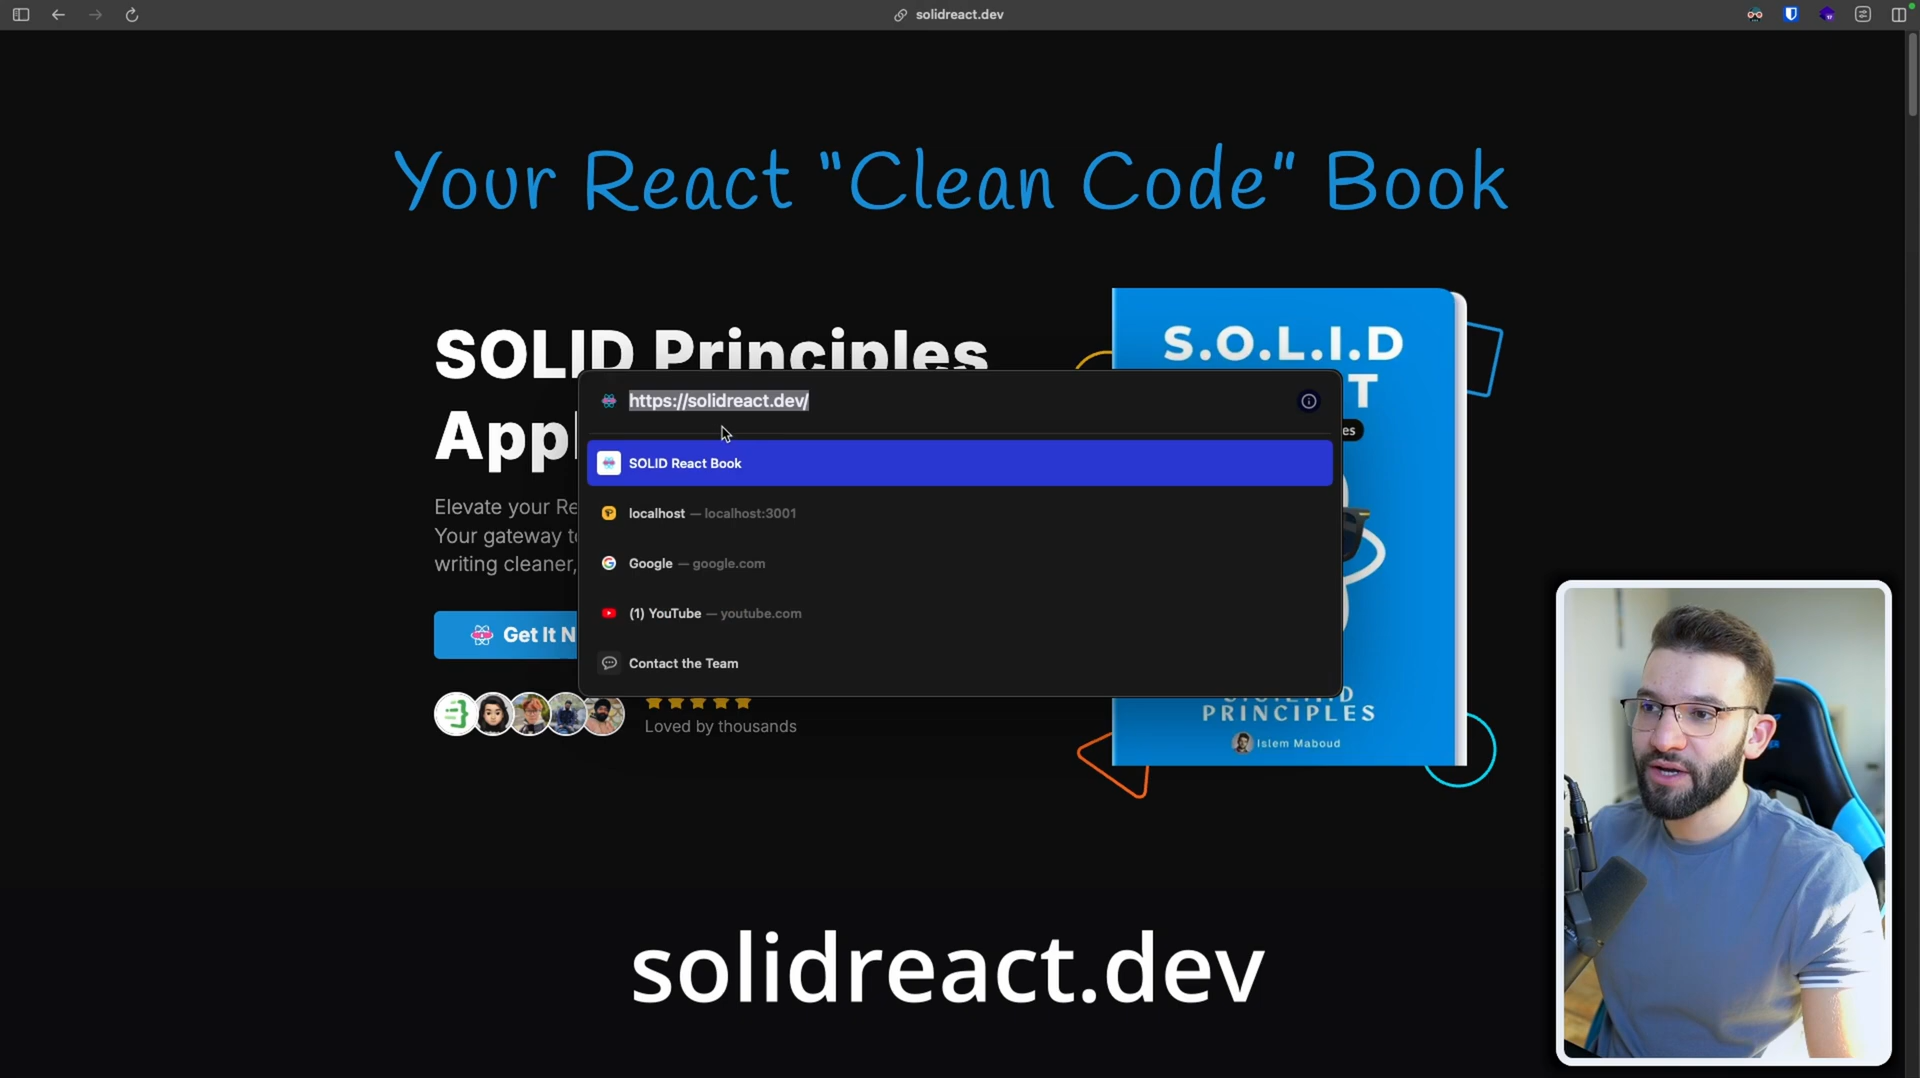 solidreact.dev
Your React "Clean Code" Book
SOLID Principles
App
Elevate your Re
Your gateway to
writing cleaner,
Get It N
Loved by thousands
https://solidreact.dev/
SOLID React Book
localhost — localhost:3001
Google — google.com
(1) YouTube — youtube.com
Contact the Team
S.O.L.I.D
T
es
PRINCIPLES
Islem Maboud
solidreact.dev